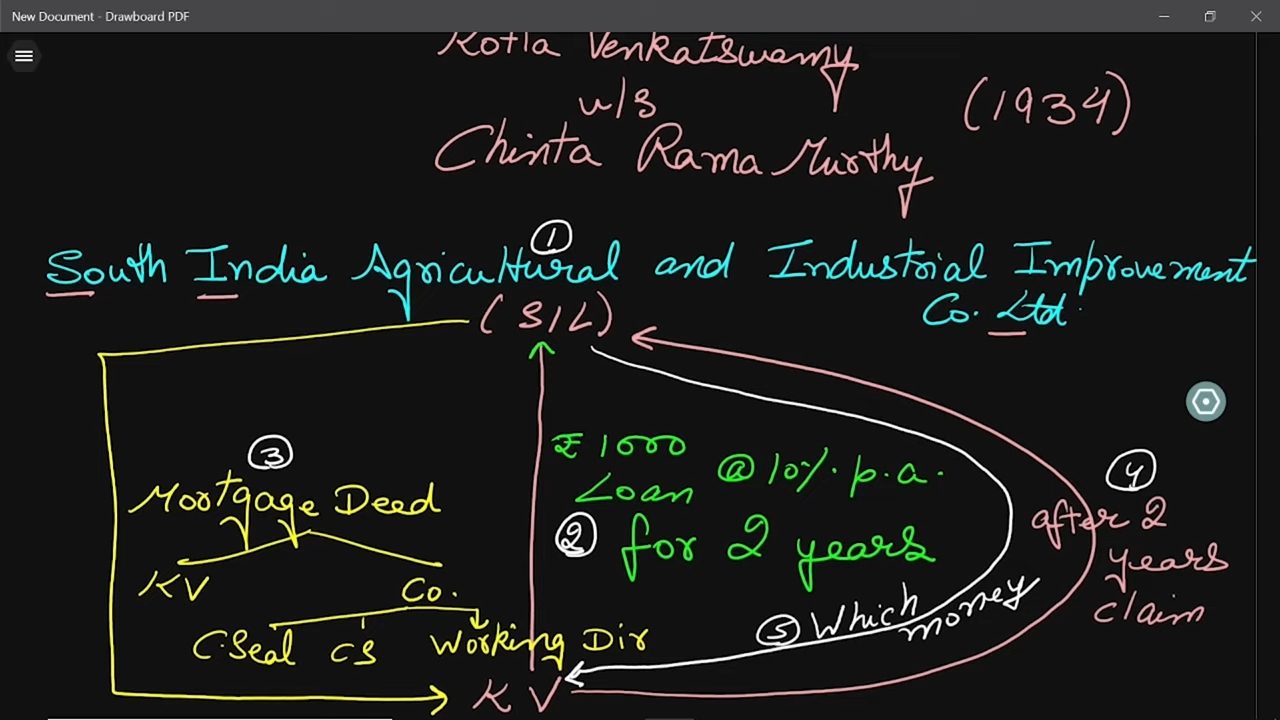 New Document - Drawboard PDF
Kotla Venkatswamy
v/s
(1934)
Chinta Rama Murthy
1
South India Agricultural and Industrial Improvement
Co. Ltd.
(SIL)
3
Mortgage Deed
KV Co.
C.Seal CS Working Dir
₹1000
Loan @ 10%. p.a.
2 for 2 years
4
after 2
years
claim
5 Which money
KV